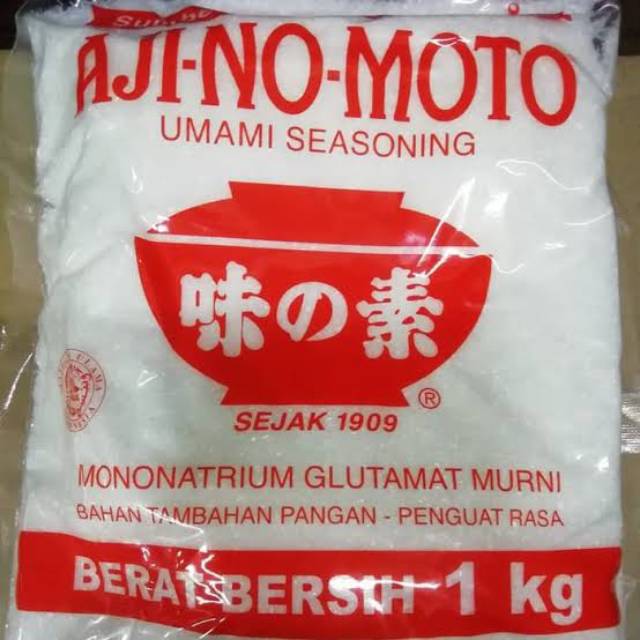 AJI-NO-MOTO
UMAMI SEASONING
味の素
®
SEJAK 1909
MONONATRIUM GLUTAMAT MURNI
BAHAN TAMBAHAN PANGAN - PENGUAT RASA
BERAT BERSIH 1 kg